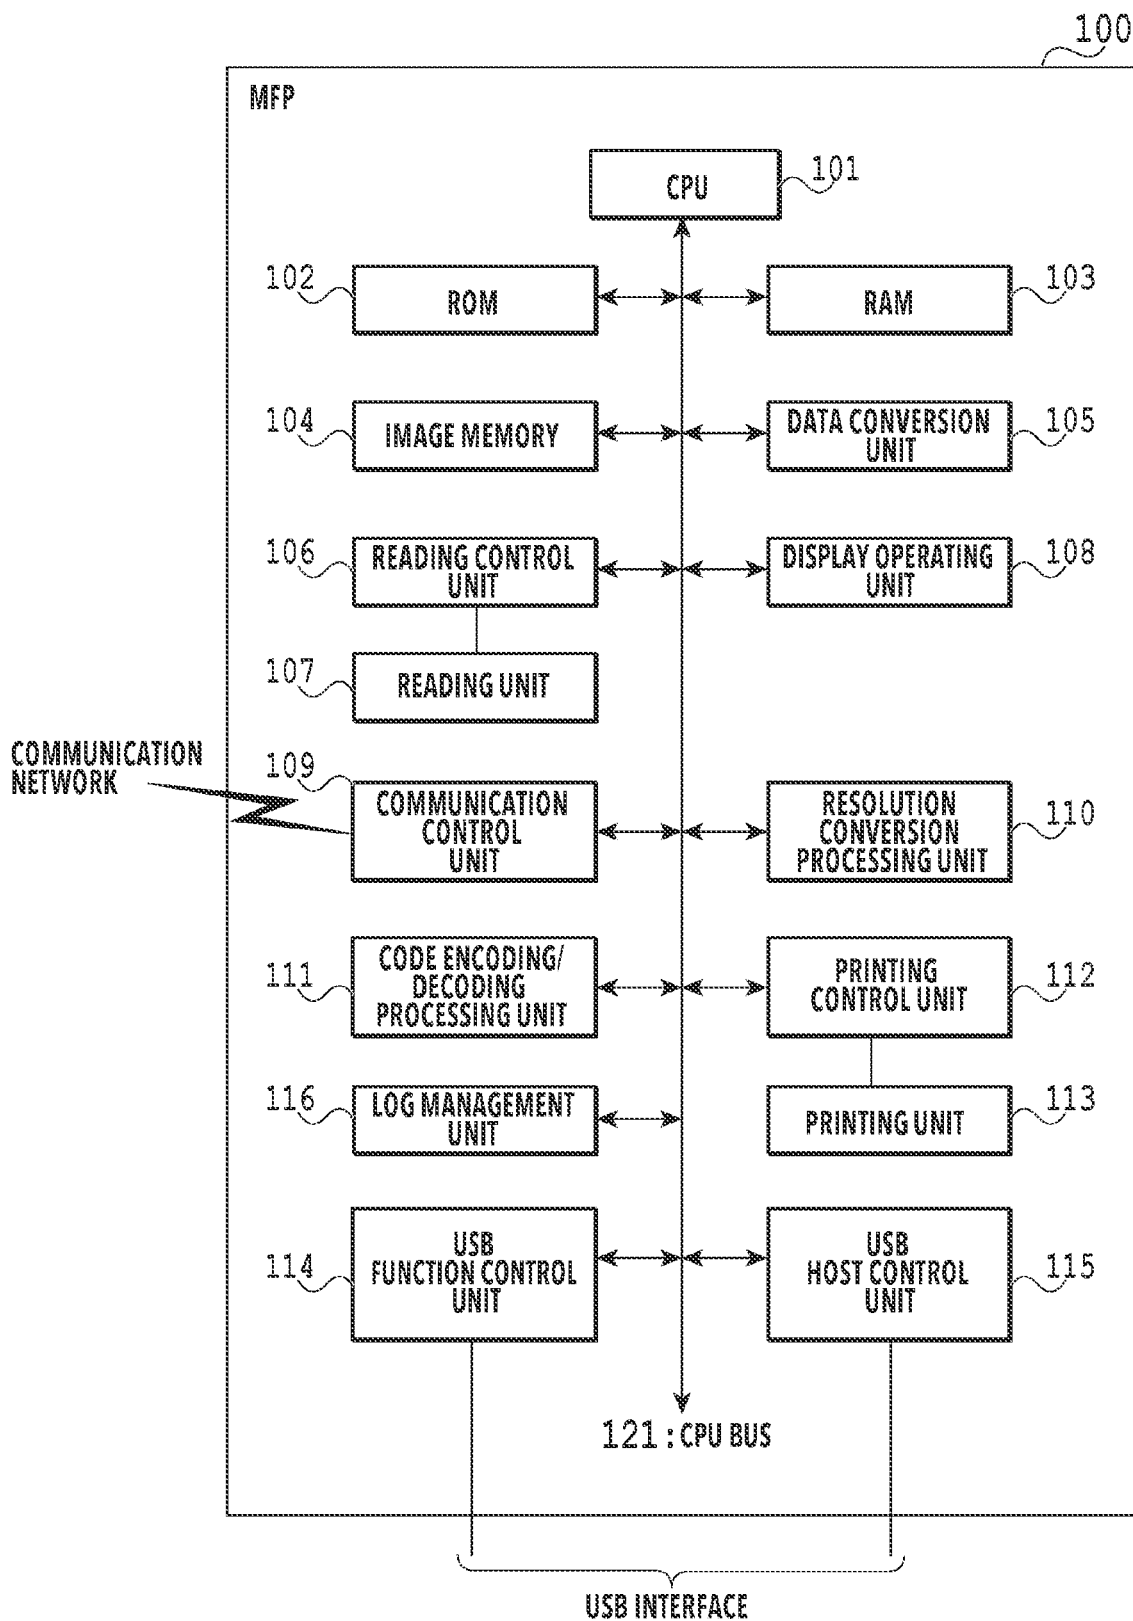 100
MFP
CPU
101
102
ROM
RAM
103
104
IMAGE MEMORY
DATA CONVERSION
UNIT
105
106
READING CONTROL
UNIT
DISPLAY OPERATING
UNIT
108
107
READING UNIT
COMMUNICATION
NETWORK
109
COMMUNICATION
CONTROL
UNIT
RESOLUTION
CONVERSION
PROCESSING UNIT
110
111
CODE ENCODING/
DECODING
PROCESSING UNIT
PRINTING
CONTROL UNIT
112
116
LOG MANAGEMENT
UNIT
PRINTING UNIT
113
114
USB
FUNCTION CONTROL
UNIT
USB
HOST CONTROL
UNIT
115
121:CPU BUS
USB INTERFACE